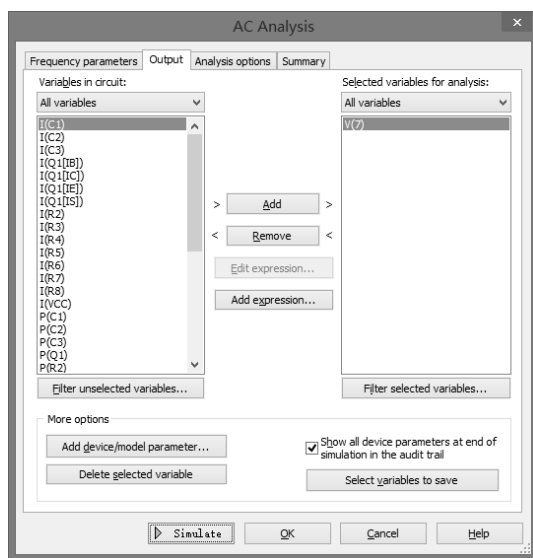 AC Analysis
×
Frequency parameters Output Analysis options Summary
Variables in circuit:
All variables
I(C1)
I(C2)
I(C3)
I(Q1[IB])
I(Q1[IC])
I(Q1[IE])
I(Q1[IS])
I(R2)
I(R3)
I(R4)
I(R5)
I(R6)
I(R7)
I(R8)
I(VCC)
P(C1)
P(C2)
P(C3)
P(Q1)
P(R2)
Filter unselected variables...
> Add >
< Remove <
Edit expression...
Add expression...
Selected variables for analysis:
All variables
V(7)
Filter selected variables...
More options
Add device/model parameter...
Delete selected variable
Show all device parameters at end of
simulation in the audit trail
Select variables to save
Simulate OK Cancel Help